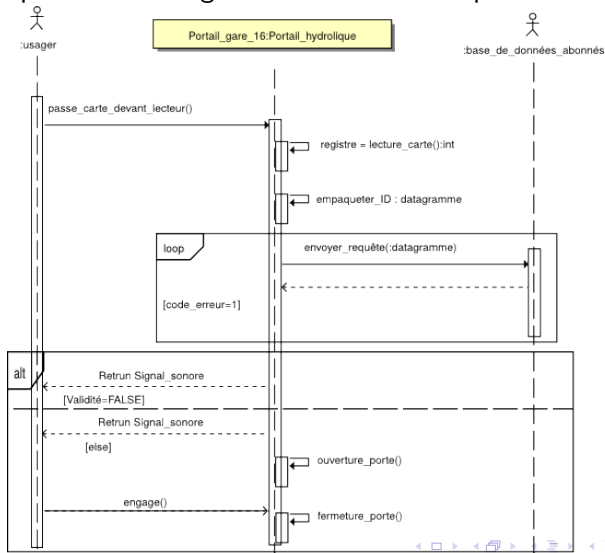 :usager
Portail_gare_16:Portail_hydrolique
:base_de_données_abonnés
passe_carte_devant_lecteur()
registre = lecture_carte():int
empaqueter_ID : datagramme
loop
envoyer_requête(:datagramme)
[code_erreur=1]
alt
Retrun Signal_sonore
[Validité=FALSE]
Retrun Signal_sonore
[else]
ouverture_porte()
engage()
fermeture_porte()